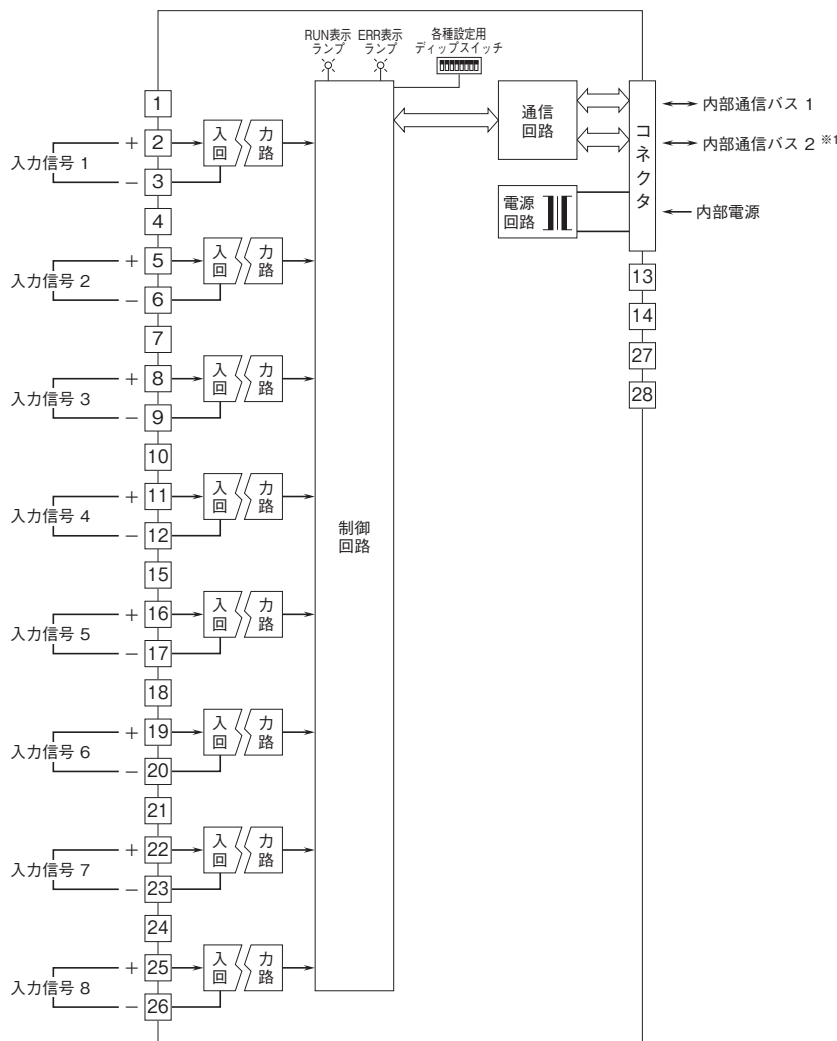 RUN表示
ランプ
ERR表示
ランプ
各種設定用
ディップスイッチ
1
入力信号 1
+ 2
− 3
入 力
回 路
4
入力信号 2
+ 5
− 6
入 力
回 路
7
入力信号 3
+ 8
− 9
入 力
回 路
10
入力信号 4
+ 11
− 12
入 力
回 路
15
入力信号 5
+ 16
− 17
入 力
回 路
18
入力信号 6
+ 19
− 20
入 力
回 路
21
入力信号 7
+ 22
− 23
入 力
回 路
24
入力信号 8
+ 25
− 26
入 力
回 路
制御
回路
通信
回路
電源
回路
コネクタ
内部通信バス 1
内部通信バス 2 ※1
内部電源
13
14
27
28